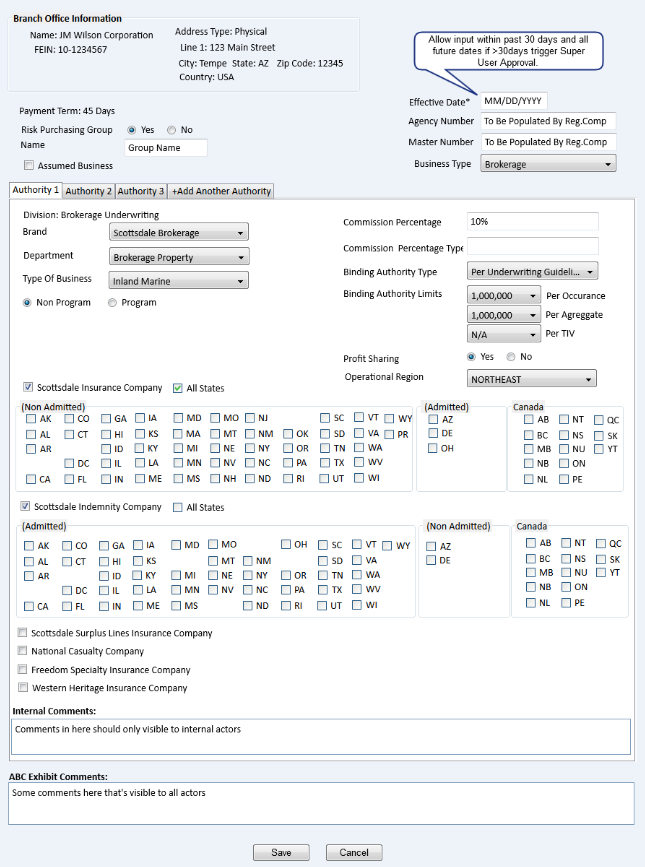 Branch Office Information
Name: JM Wilson Corporation
FEIN: 10-1234567
Address Type: Physical
Line 1: 123 Main Street
City: Tempe State: AZ Zip Code: 12345
Country: USA
Allow input within past 30 days and all
future dates if >30days trigger Super
User Approval.
Payment Term: 45 Days
Risk Purchasing Group Yes No
Name Group Name
Assumed Business
Effective Date* MM/DD/YYYY
Agency Number To Be Populated By Reg.Comp
Master Number To Be Populated By Reg.Comp
Business Type Brokerage
Authority 1 Authority 2 Authority 3 +Add Another Authority
Division: Brokerage Underwriting
Brand Scottsdale Brokerage
Department Brokerage Property
Type Of Business Inland Marine
Non Program Program
Commission Percentage 10%
Commission Percentage Type
Binding Authority Type Per Underwriting Guideli...
Binding Authority Limits 1,000,000 Per Occurance
1,000,000 Per Agreggate
N/A Per TIV
Profit Sharing Yes No
Operational Region NORTHEAST
Scottsdale Insurance Company All States
(Non Admitted)
AK CO GA IA MD MO NJ SC VT WY
AL CT HI KS MA MT NM OK SD VA PR
AR ID KY MI NE NY OR TN WA
DC IL LA MN NV NC PA TX WV
CA FL IN ME MS NH ND RI UT WI
(Admitted)
AZ
DE
OH
Canada
AB NT QC
BC NS SK
MB NU YT
NB ON
NL PE
Scottsdale Indemnity Company All States
(Admitted)
AK CO GA IA MD MO OH SC VT WY
AL CT HI KS MT NM SD VA
AR ID KY MI NE NY OR TN WA
DC IL LA MN NV NC PA TX WV
CA FL IN ME MS ND RI UT WI
(Non Admitted)
AZ
DE
Canada
AB NT QC
BC NS SK
MB NU YT
NB ON
NL PE
Scottsdale Surplus Lines Insurance Company
National Casualty Company
Freedom Specialty Insurance Company
Western Heritage Insurance Company
Internal Comments:
Comments in here should only visible to internal actors
ABC Exhibit Comments:
Some comments here that's visible to all actors
Save Cancel